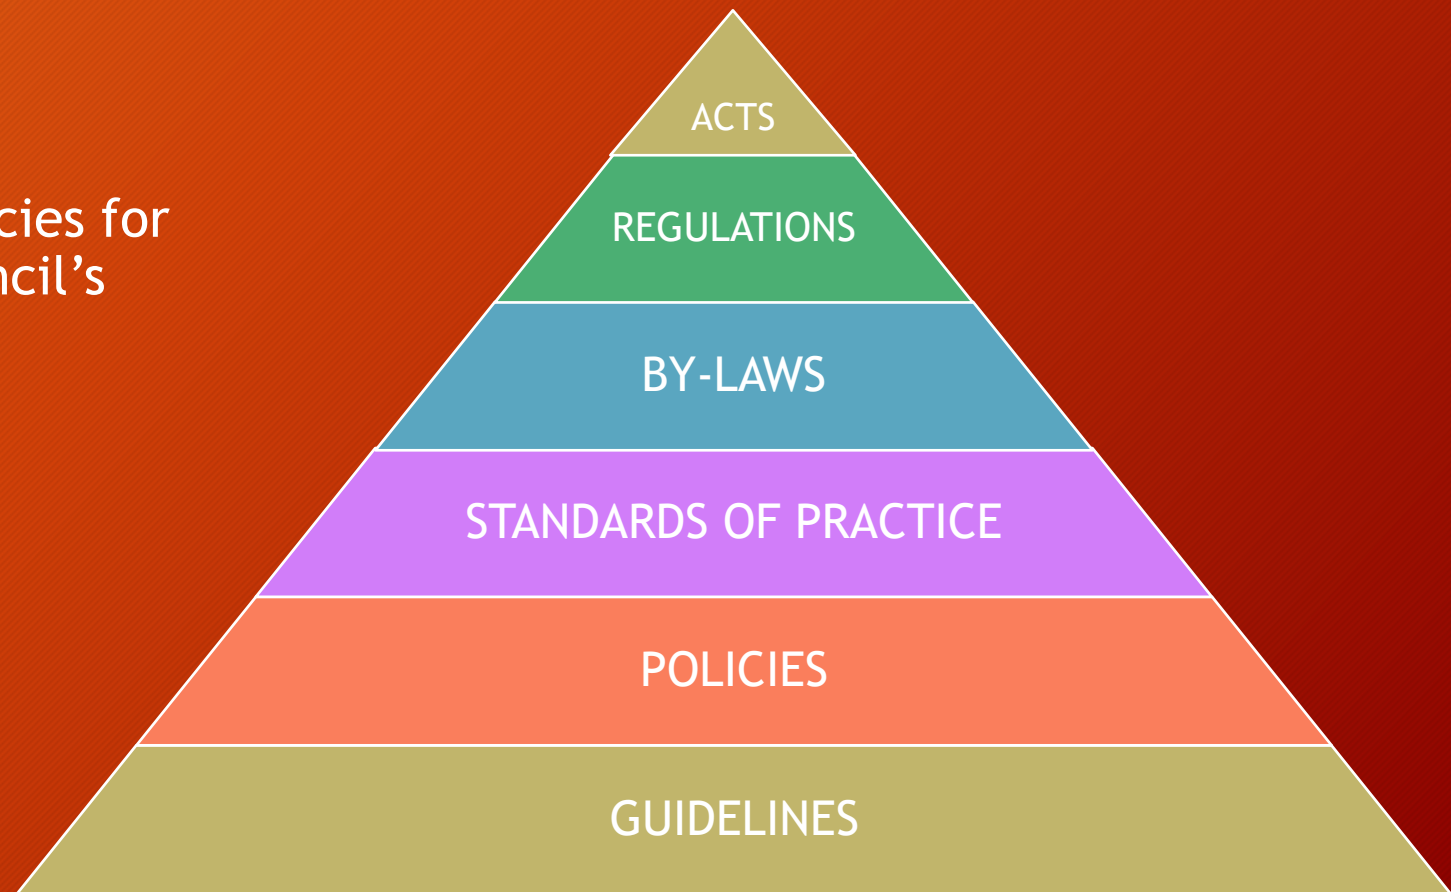 ACTS
cies for
REGULATIONS
ncil’s
BY-LAWS
STANDARDS OF PRACTICE
POLICIES
GUIDELINES